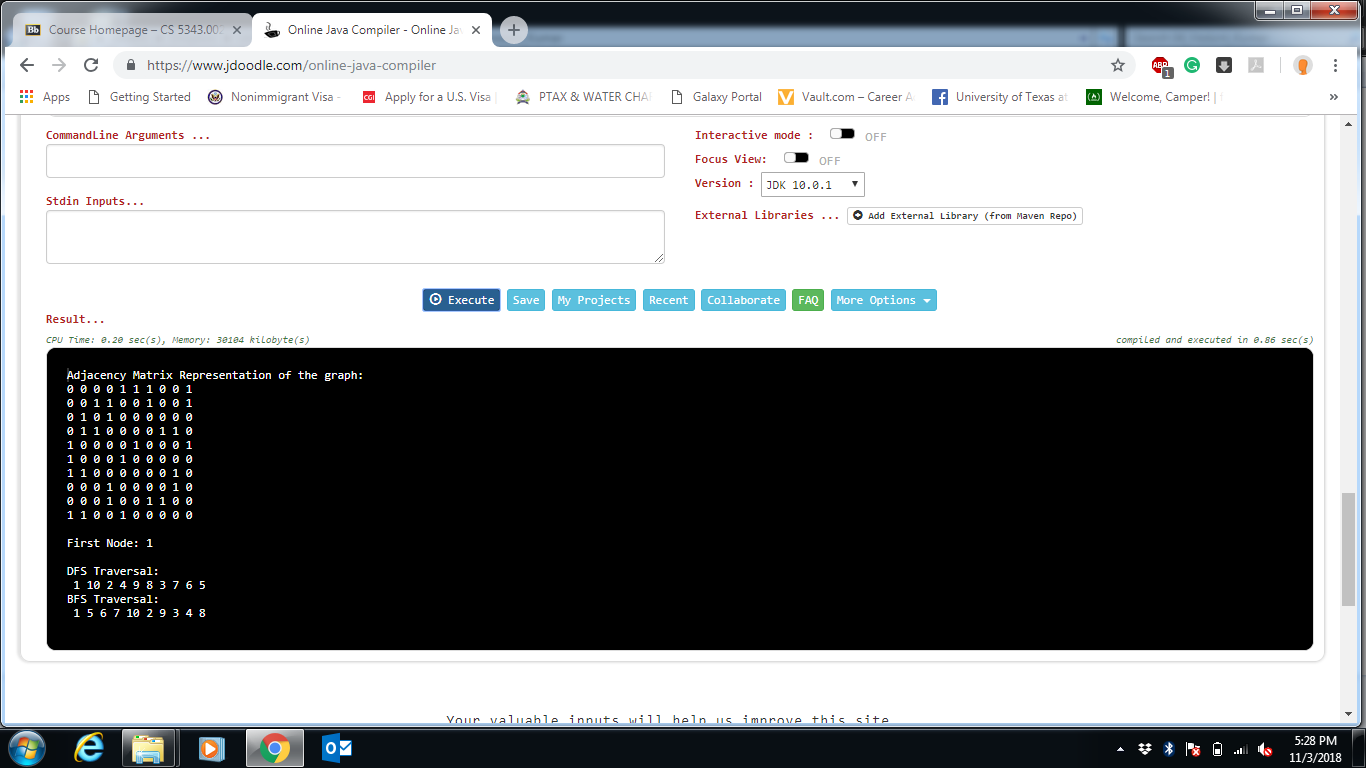 Course Homepage – CS 5343.002
Online Java Compiler - Online Jav
https://www.jdoodle.com/online-java-compiler
ABP 1
Apps
Getting Started
Nonimmigrant Visa -
CGI Apply for a U.S. Visa
PTAX & WATER CHA
Galaxy Portal
Vault.com – Career A
University of Texas at
Welcome, Camper! | f
»
CommandLine Arguments ...
Interactive mode : OFF
Focus View: OFF
Version : JDK 10.0.1
Stdin Inputs...
External Libraries ... Add External Library (from Maven Repo)
Execute Save My Projects Recent Collaborate FAQ More Options
Result...
CPU Time: 0.20 sec(s), Memory: 30104 kilobyte(s)
compiled and executed in 0.86 sec(s)
Adjacency Matrix Representation of the graph:
0 0 0 0 1 1 1 0 0 1
0 0 1 1 0 0 1 0 0 1
0 1 0 1 0 0 0 0 0 0
0 1 1 0 0 0 0 1 1 0
1 0 0 0 0 1 0 0 0 1
1 0 0 0 1 0 0 0 0 0
1 1 0 0 0 0 0 0 1 0
0 0 0 1 0 0 0 0 1 0
0 0 0 1 0 0 1 1 0 0
1 1 0 0 1 0 0 0 0 0
First Node: 1
DFS Traversal:
1 10 2 4 9 8 3 7 6 5
BFS Traversal:
1 5 6 7 10 2 9 3 4 8
Your valuable inputs will help us improve this site
5:28 PM
11/3/2018